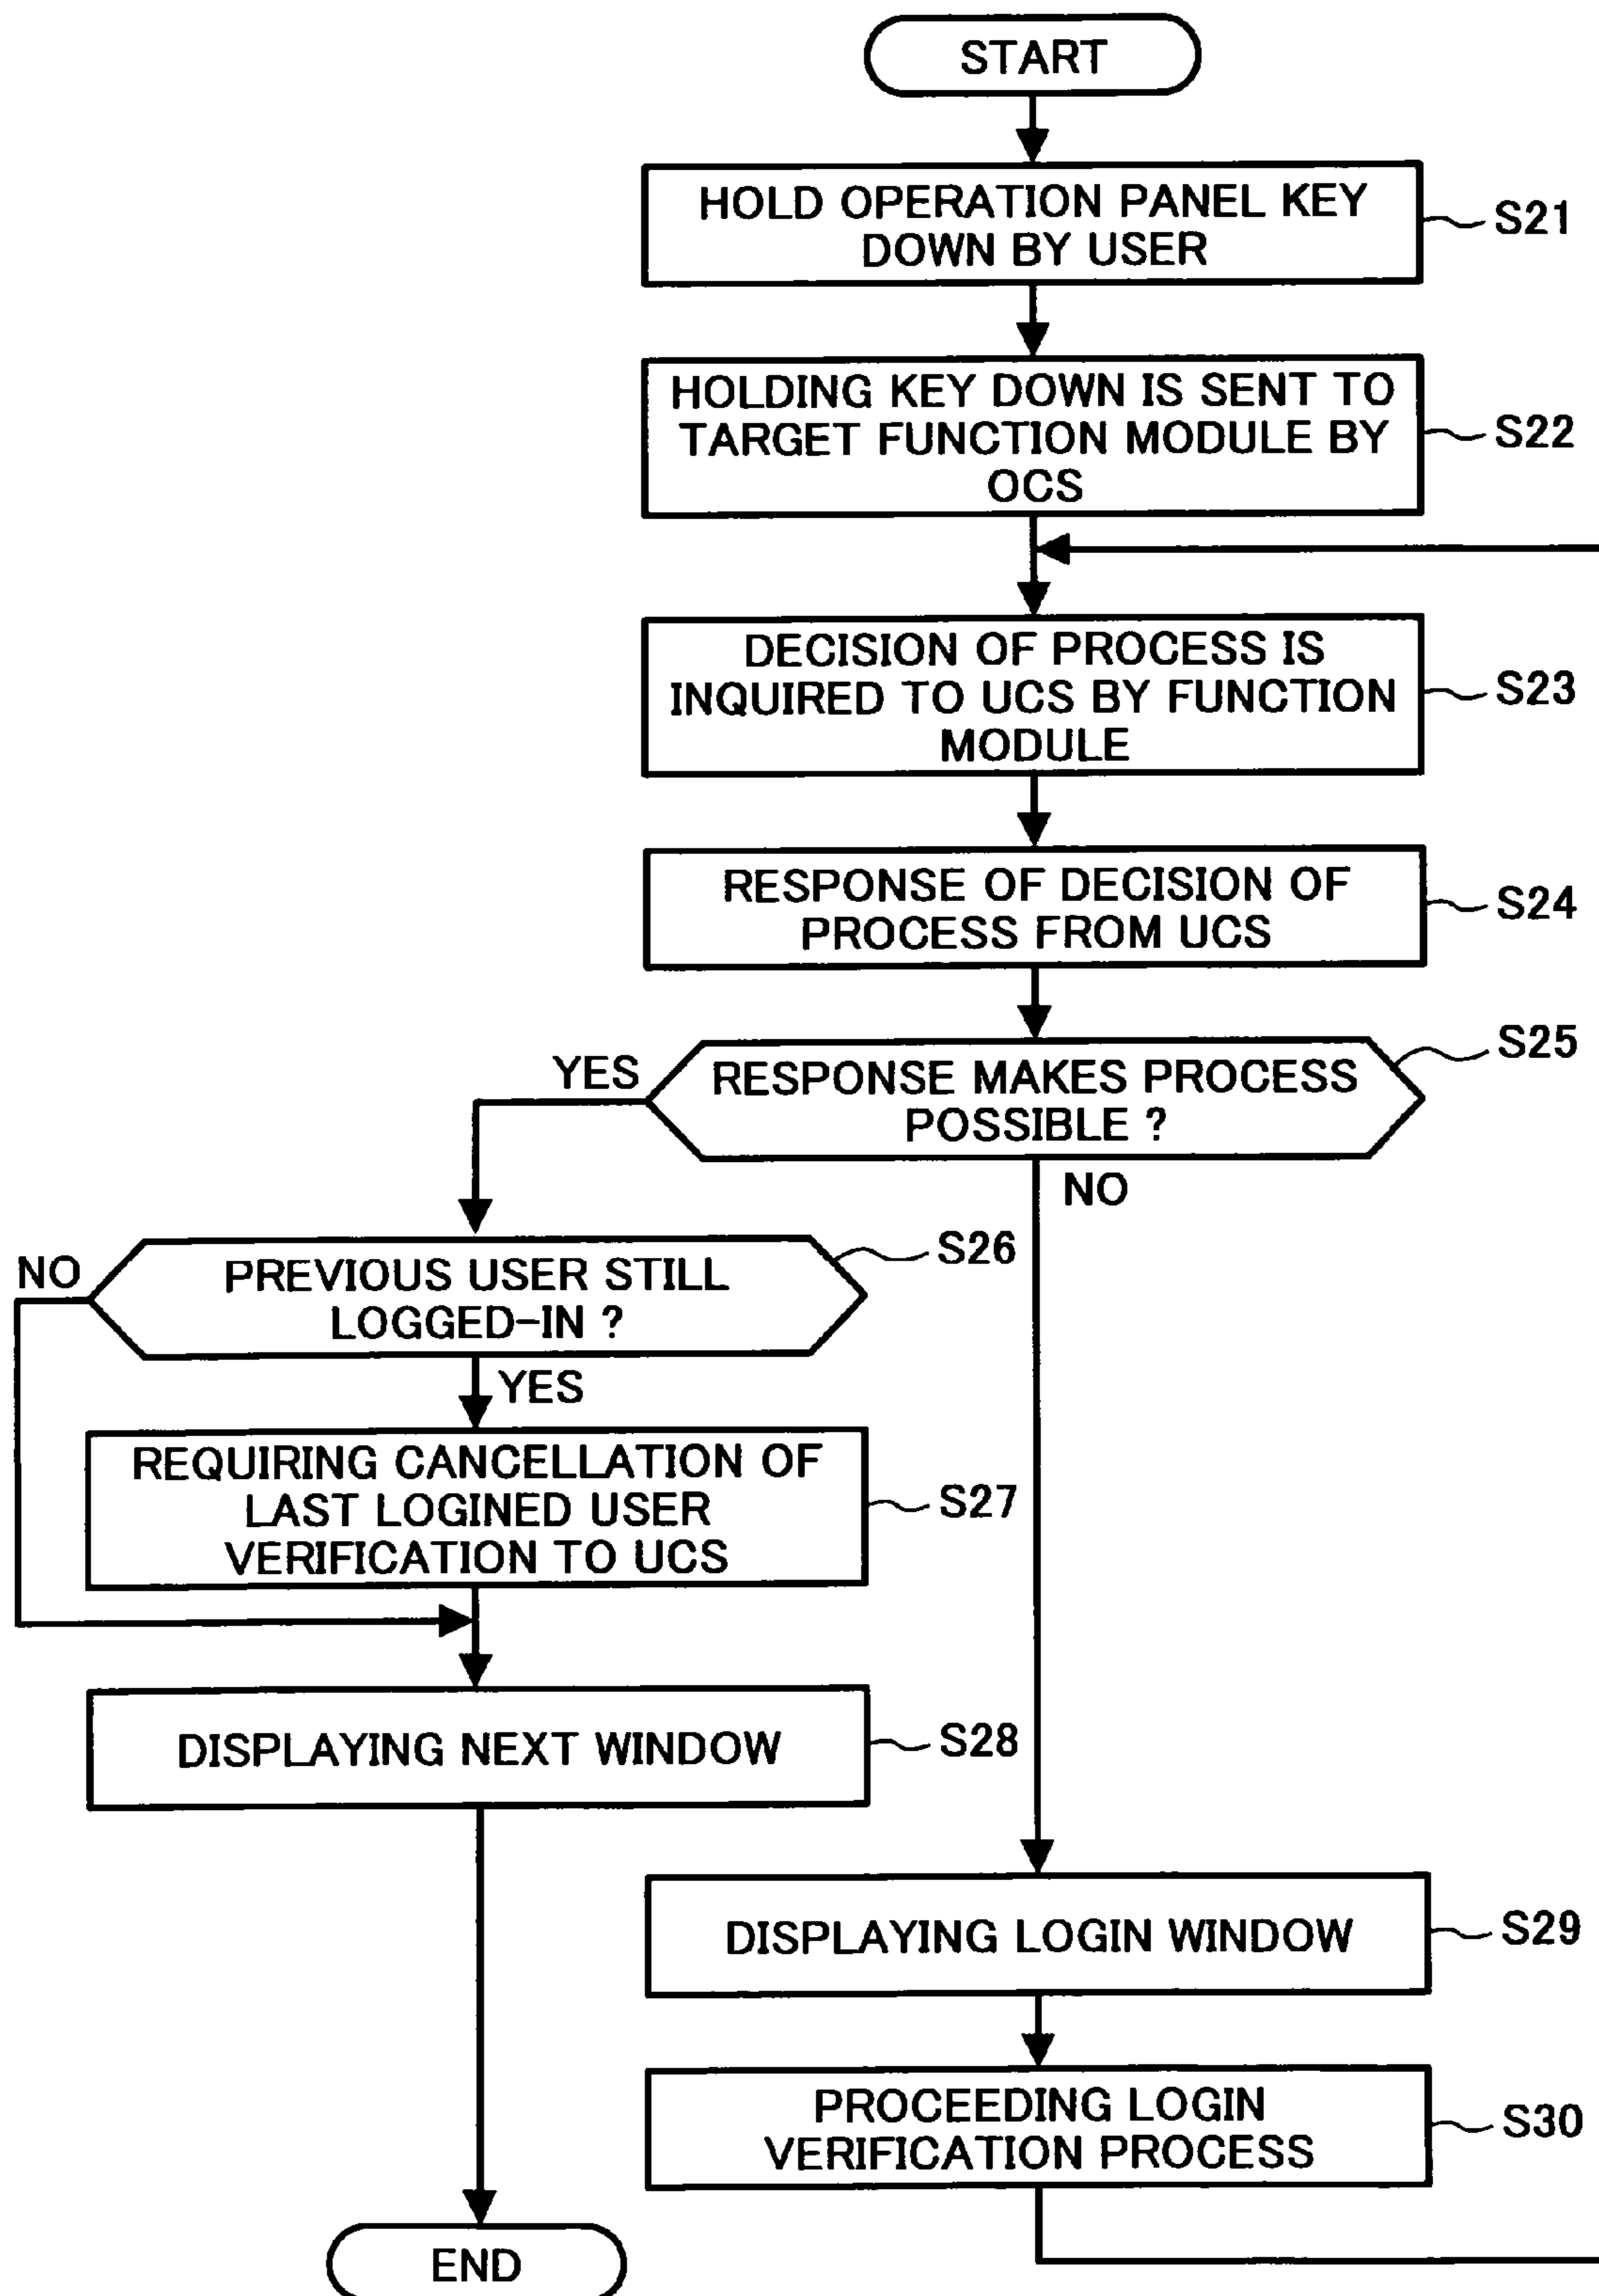 START
HOLD OPERATION PANEL KEY
DOWN BY USER
S21
HOLDING KEY DOWN IS SENT TO
TARGET FUNCTION MODULE BY
OCS
S22
DECISION OF PROCESS IS
INQUIRED TO UCS BY FUNCTION
MODULE
S23
RESPONSE OF DECISION OF
PROCESS FROM UCS
S24
RESPONSE MAKES PROCESS
POSSIBLE ?
S25
YES
NO
PREVIOUS USER STILL
LOGGED-IN ?
S26
NO
YES
REQUIRING CANCELLATION OF
LAST LOGINED USER
VERIFICATION TO UCS
S27
DISPLAYING NEXT WINDOW
S28
DISPLAYING LOGIN WINDOW
S29
PROCEEDING LOGIN
VERIFICATION PROCESS
S30
END